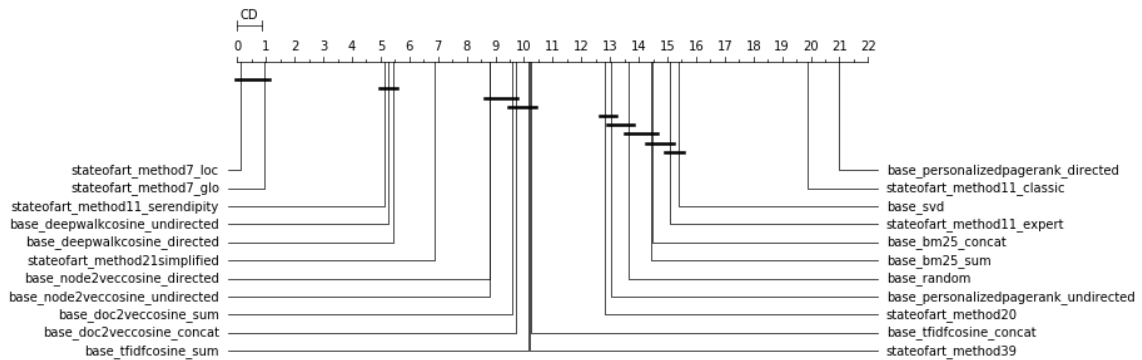 CD
0 1 2 3 4 5 6 7 8 9 10 11 12 13 14 15 16 17 18 19 20 21 22
stateofart_method7_loc
stateofart_method7_glo
stateofart_method11_serendipity
base_deepwalkcosine_undirected
base_deepwalkcosine_directed
stateofart_method21simplified
base_node2veccosine_directed
base_node2veccosine_undirected
base_doc2veccosine_sum
base_doc2veccosine_concat
base_tfidfcosine_sum
base_personalizedpagerank_directed
stateofart_method11_classic
base_svd
stateofart_method11_expert
base_bm25_concat
base_bm25_sum
base_random
base_personalizedpagerank_undirected
stateofart_method20
base_tfidfcosine_concat
stateofart_method39